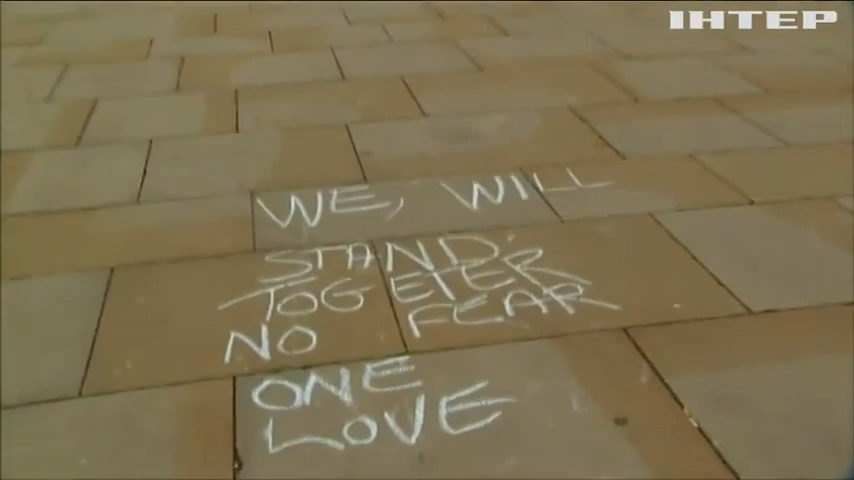 ІНТЕР
WE, WILL
STAND.
TOGETER
NO FEAR
ONE
LOVE